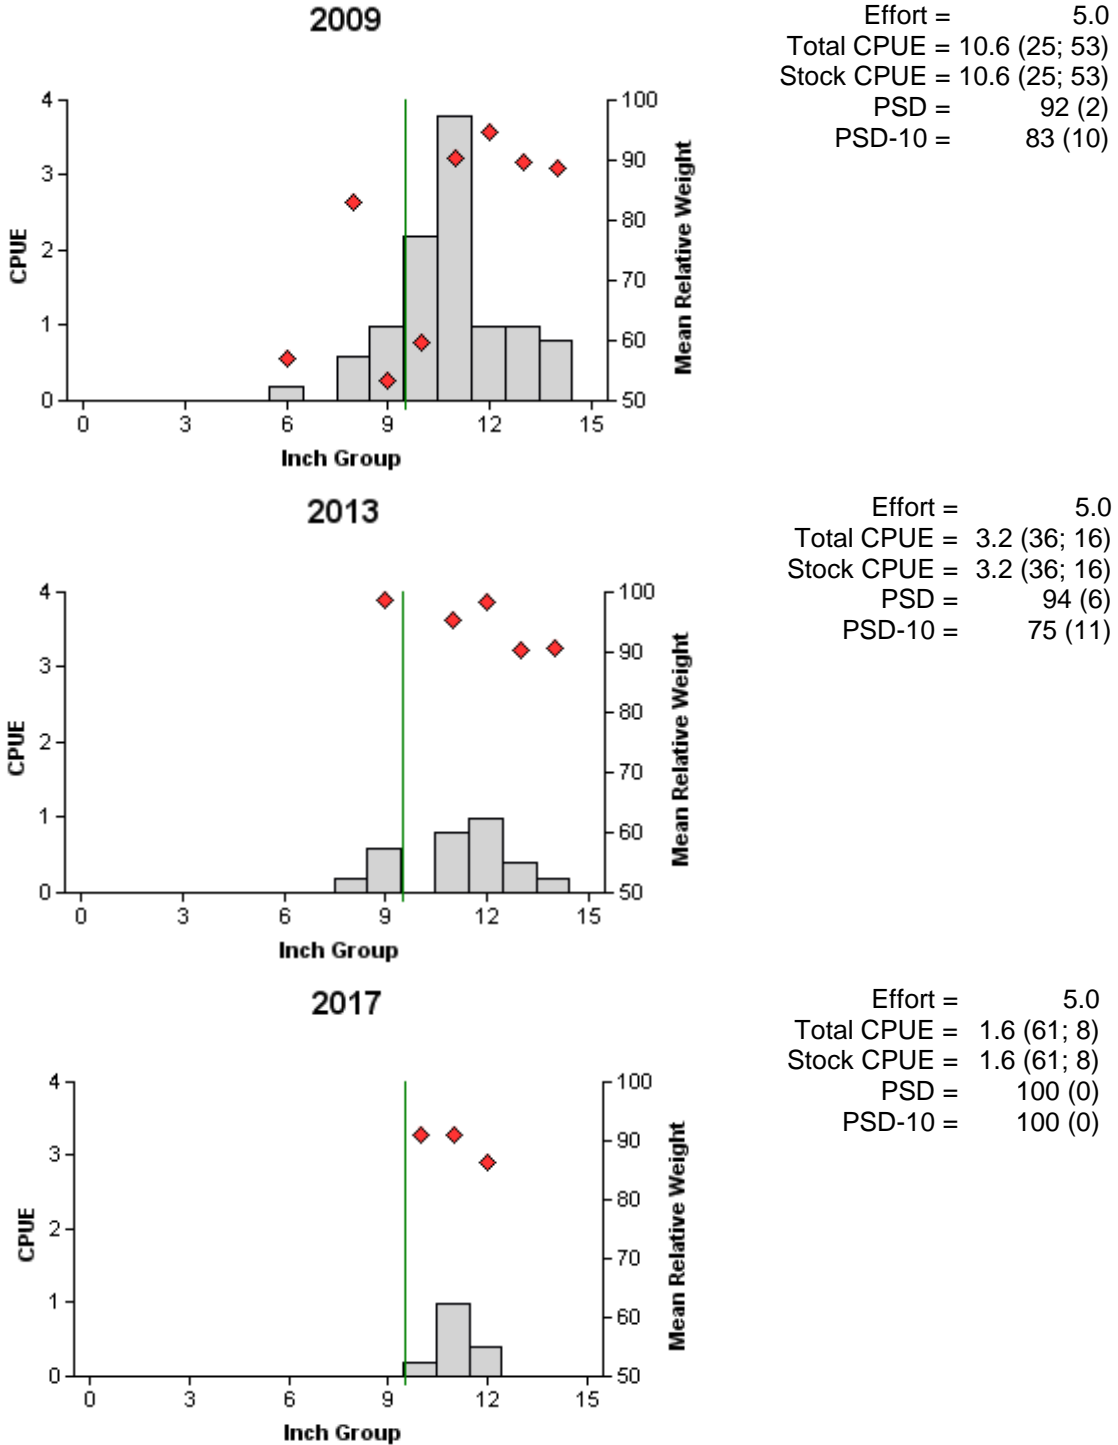 2009
Effort = 5.0
Total CPUE = 10.6 (25; 53)
Stock CPUE = 10.6 (25; 53)
PSD = 92 (2)
PSD-10 = 83 (10)
4
3
2
1
0
CPUE
100
90
80
70
60
50
Mean Relative Weight
0 3 6 9 12 15
Inch Group
2013
Effort = 5.0
Total CPUE = 3.2 (36; 16)
Stock CPUE = 3.2 (36; 16)
PSD = 94 (6)
PSD-10 = 75 (11)
4
3
2
1
0
CPUE
100
90
80
70
60
50
Mean Relative Weight
0 3 6 9 12 15
Inch Group
2017
Effort = 5.0
Total CPUE = 1.6 (61; 8)
Stock CPUE = 1.6 (61; 8)
PSD = 100 (0)
PSD-10 = 100 (0)
4
3
2
1
0
CPUE
100
90
80
70
60
50
Mean Relative Weight
0 3 6 9 12 15
Inch Group